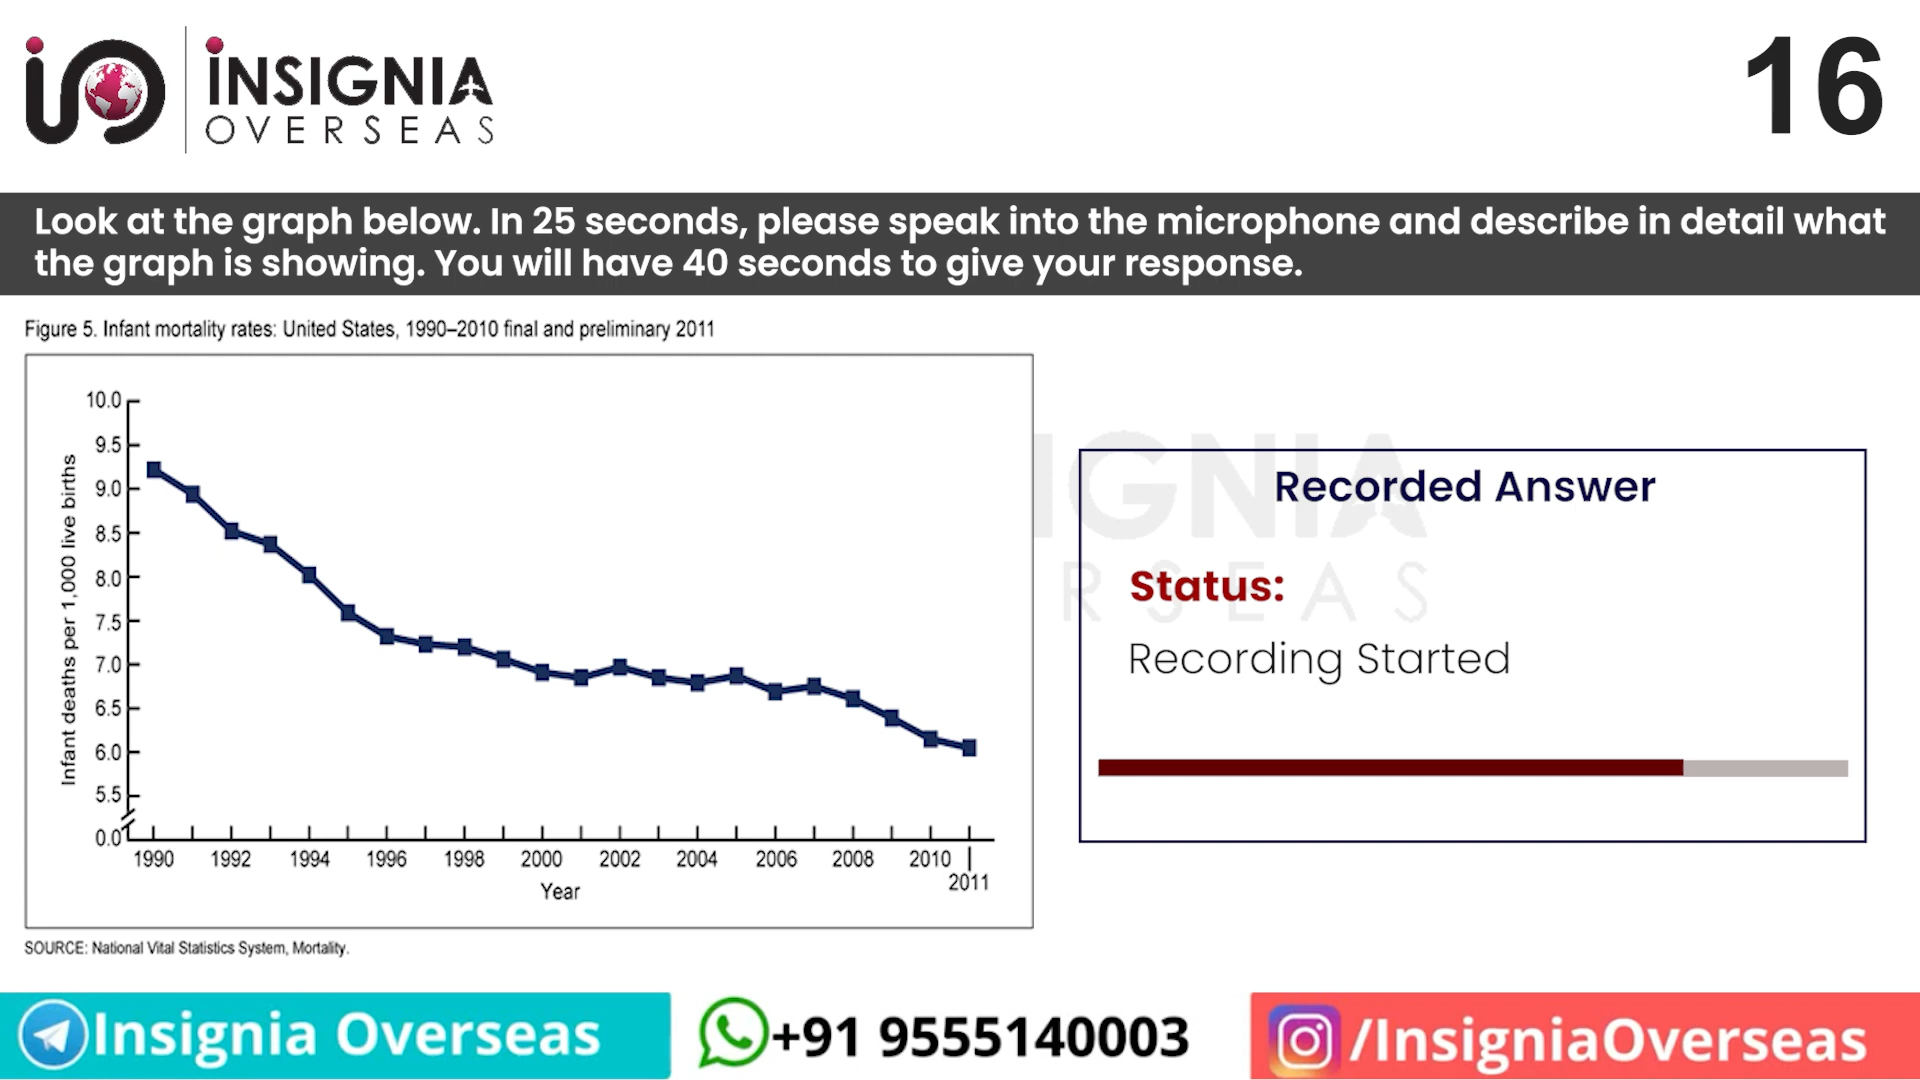 iNSIGNIA
OVERSEAS
16
Look at the graph below. In 25 seconds, please speak into the microphone and describe in detail what
the graph is showing. You will have 40 seconds to give your response.
Figure 5. Infant mortality rates: United States, 1990–2010 final and preliminary 2011
10.0
9.5
9.0
8.5
8.0
7.5
7.0
6.5
6.0
5.5
0.0
Infant deaths per 1,000 live births
1990 1992 1994 1996 1998 2000 2002 2004 2006 2008 2010
2011
Year
SOURCE: National Vital Statistics System, Mortality.
Recorded Answer
Status:
Recording Started
Insignia Overseas
+91 9555140003
/InsigniaOverseas